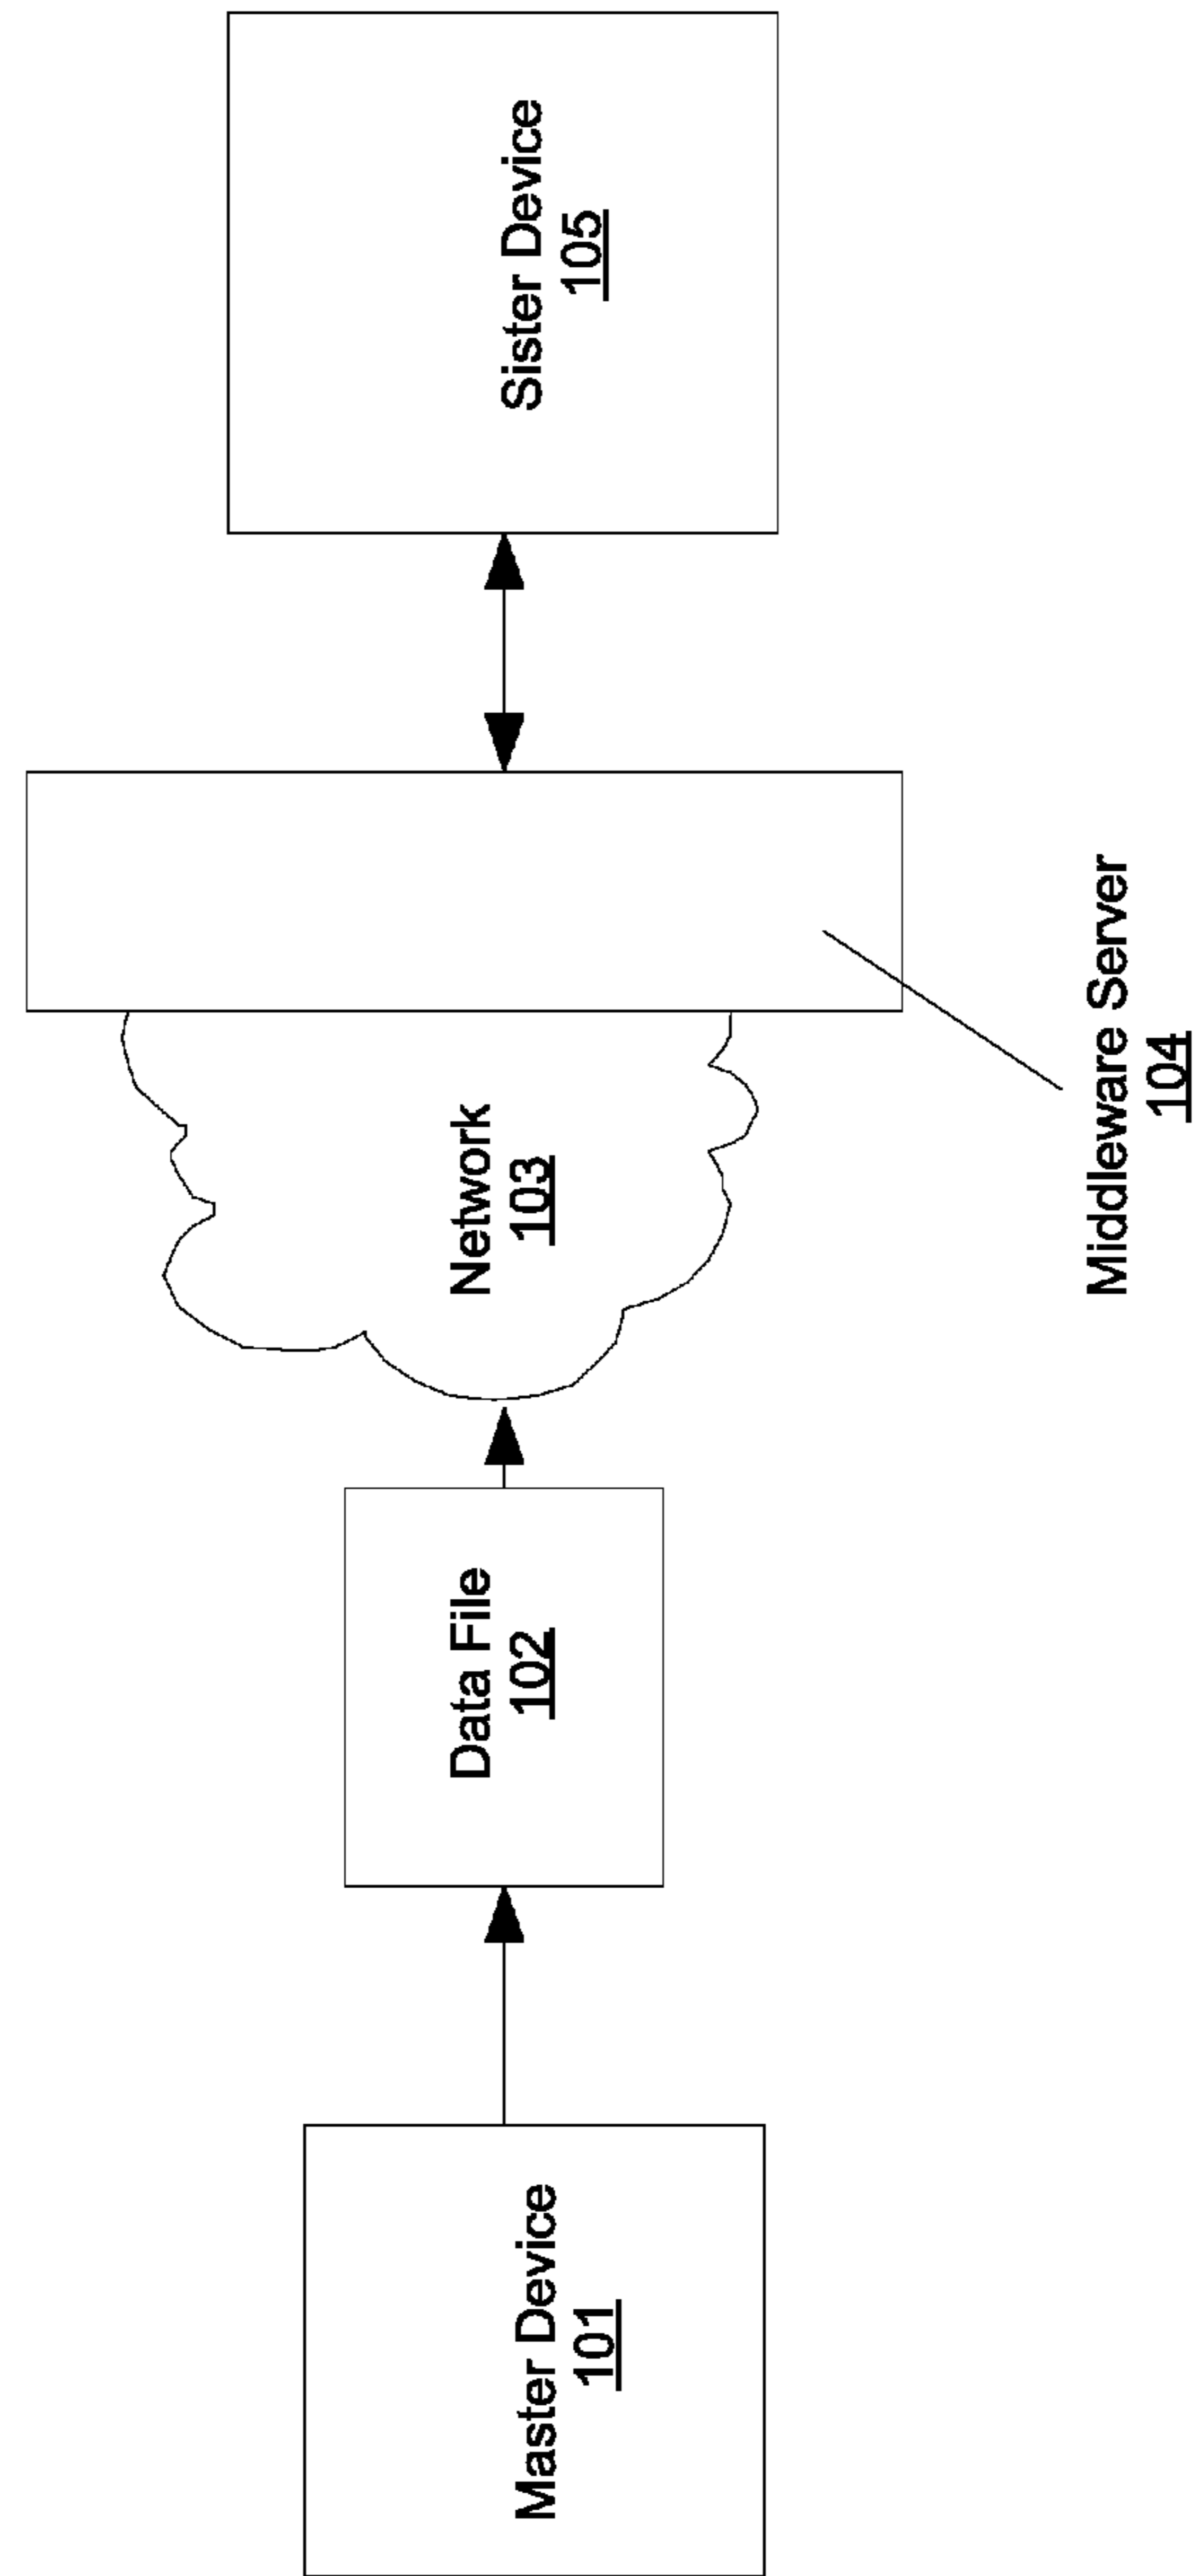 Master Device
101
Data File
102
Network
103
Middleware Server
104
Sister Device
105